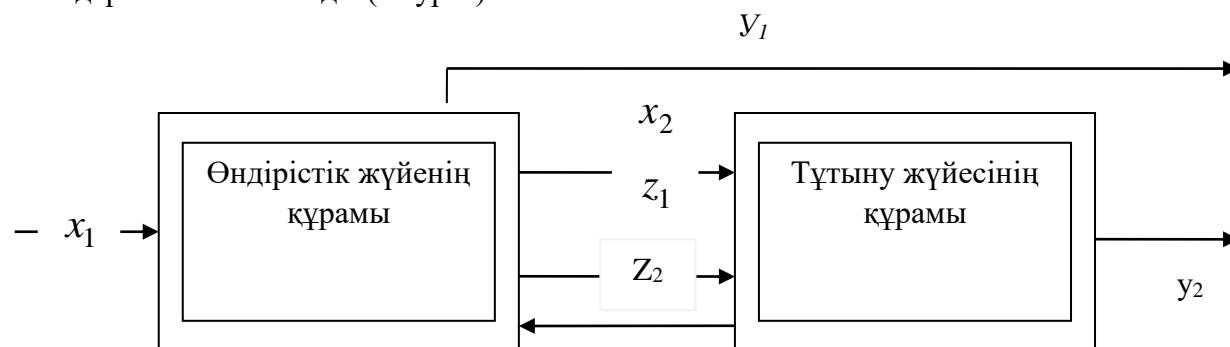 y₁
x₂
Өндірістік жүйенің
құрамы
z₁
Тұтыну жүйесінің
құрамы
x₁
Z₂
y₂